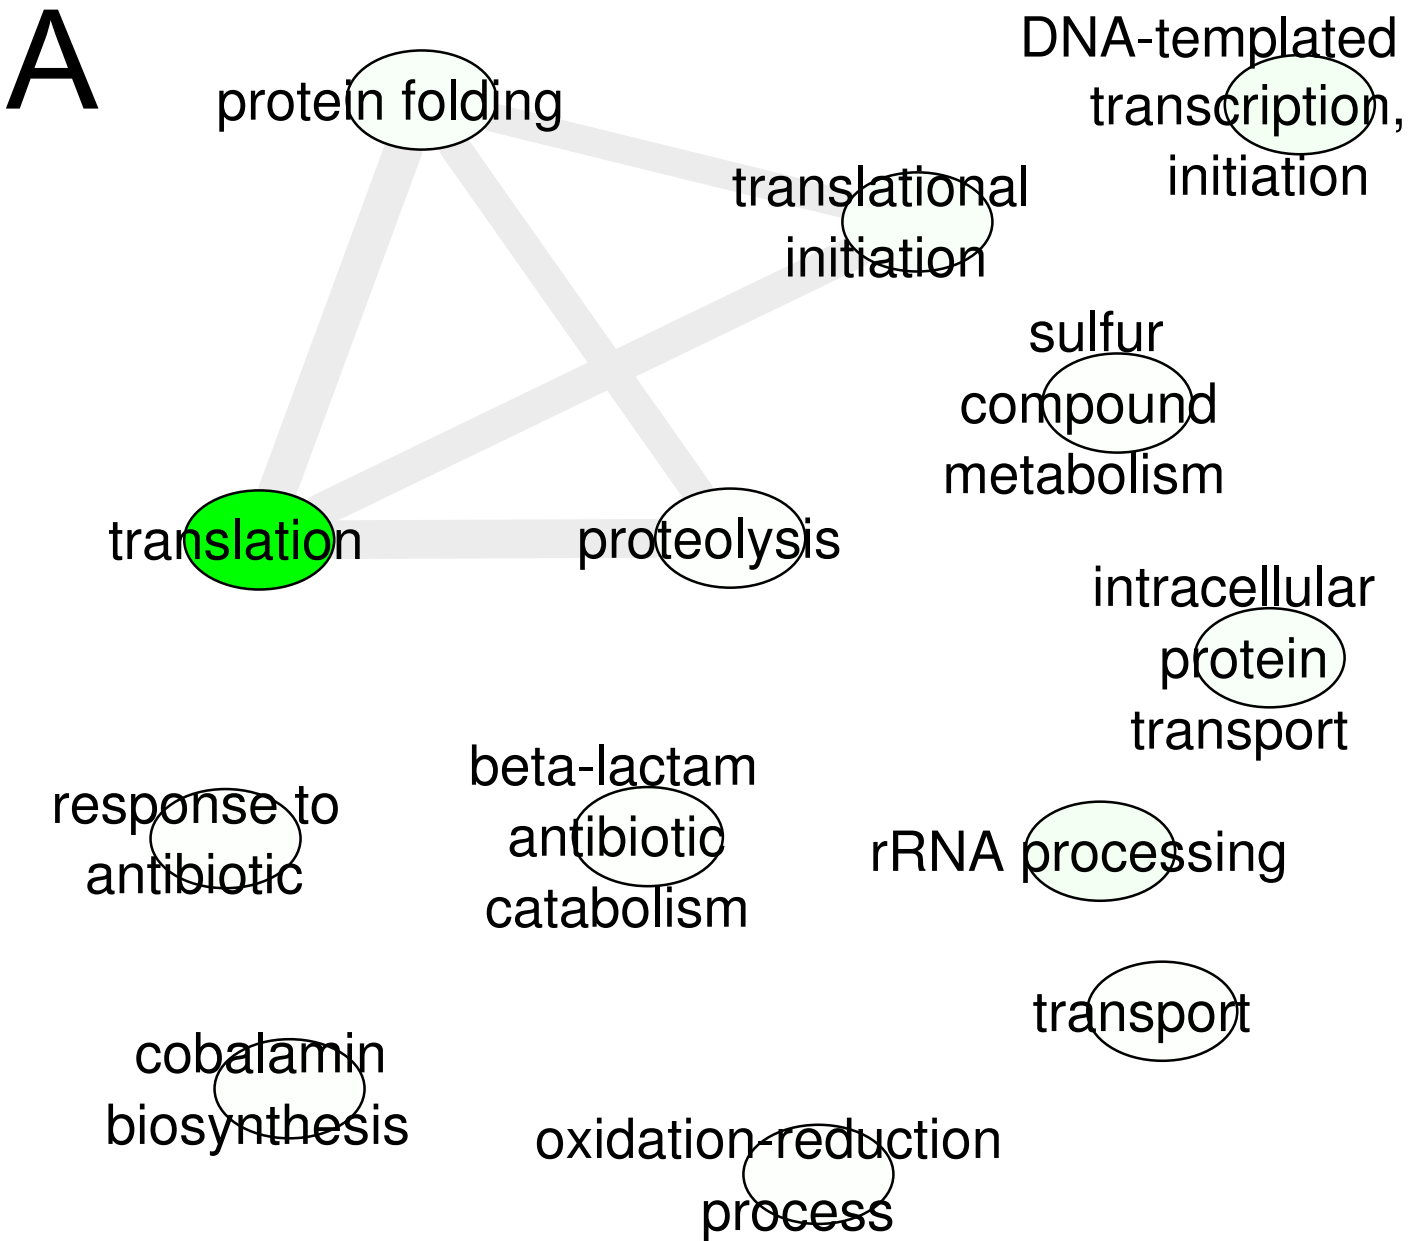 A
protein folding
DNA-templated
transcription,
initiation
translational
initiation
sulfur
compound
metabolism
translation
proteolysis
intracellular
protein
transport
response to
antibiotic
beta-lactam
antibiotic
catabolism
rRNA processing
transport
cobalamin
biosynthesis
oxidation-reduction
process